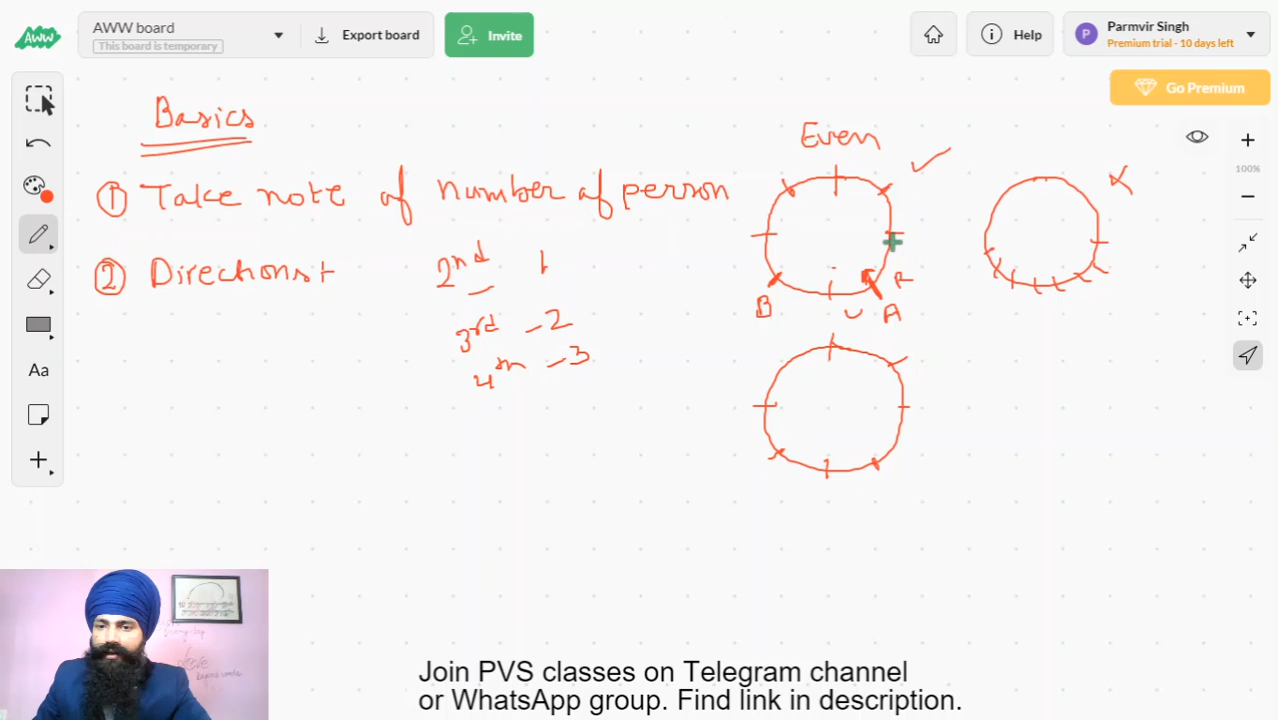 AWW
AWW board
This board is temporary
Export board
Invite
Help
P
Parmvir Singh
Premium trial - 10 days left
Go Premium
100%
Basics
① Take note of number of person
② Directions
2nd 1
3rd - 2
4th - 3
Even
B
A
R
Aa
Join PVS classes on Telegram channel
or WhatsApp group. Find link in description.